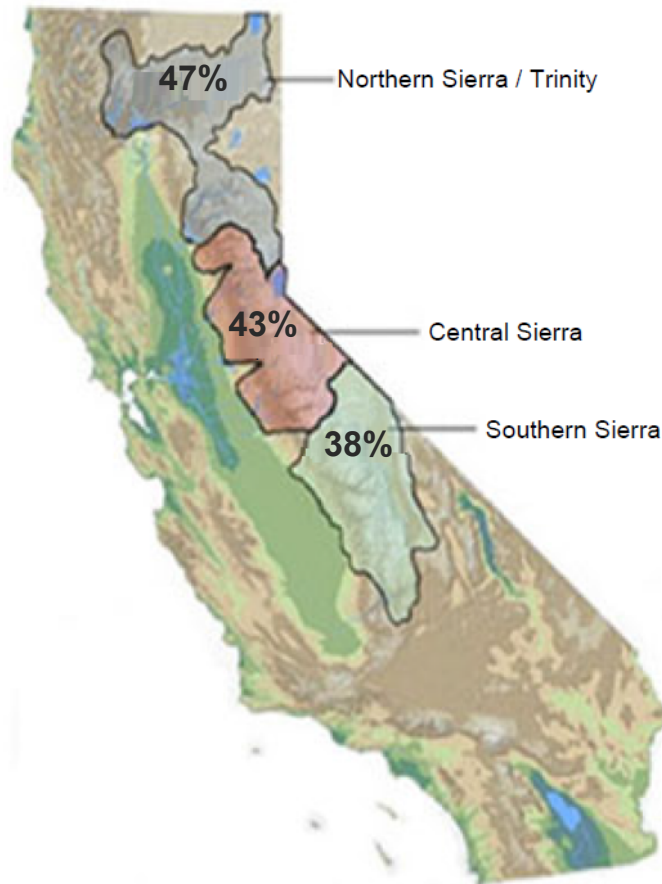 47%
Northern Sierra / Trinity
43%
Central Sierra
38%
Southern Sierra